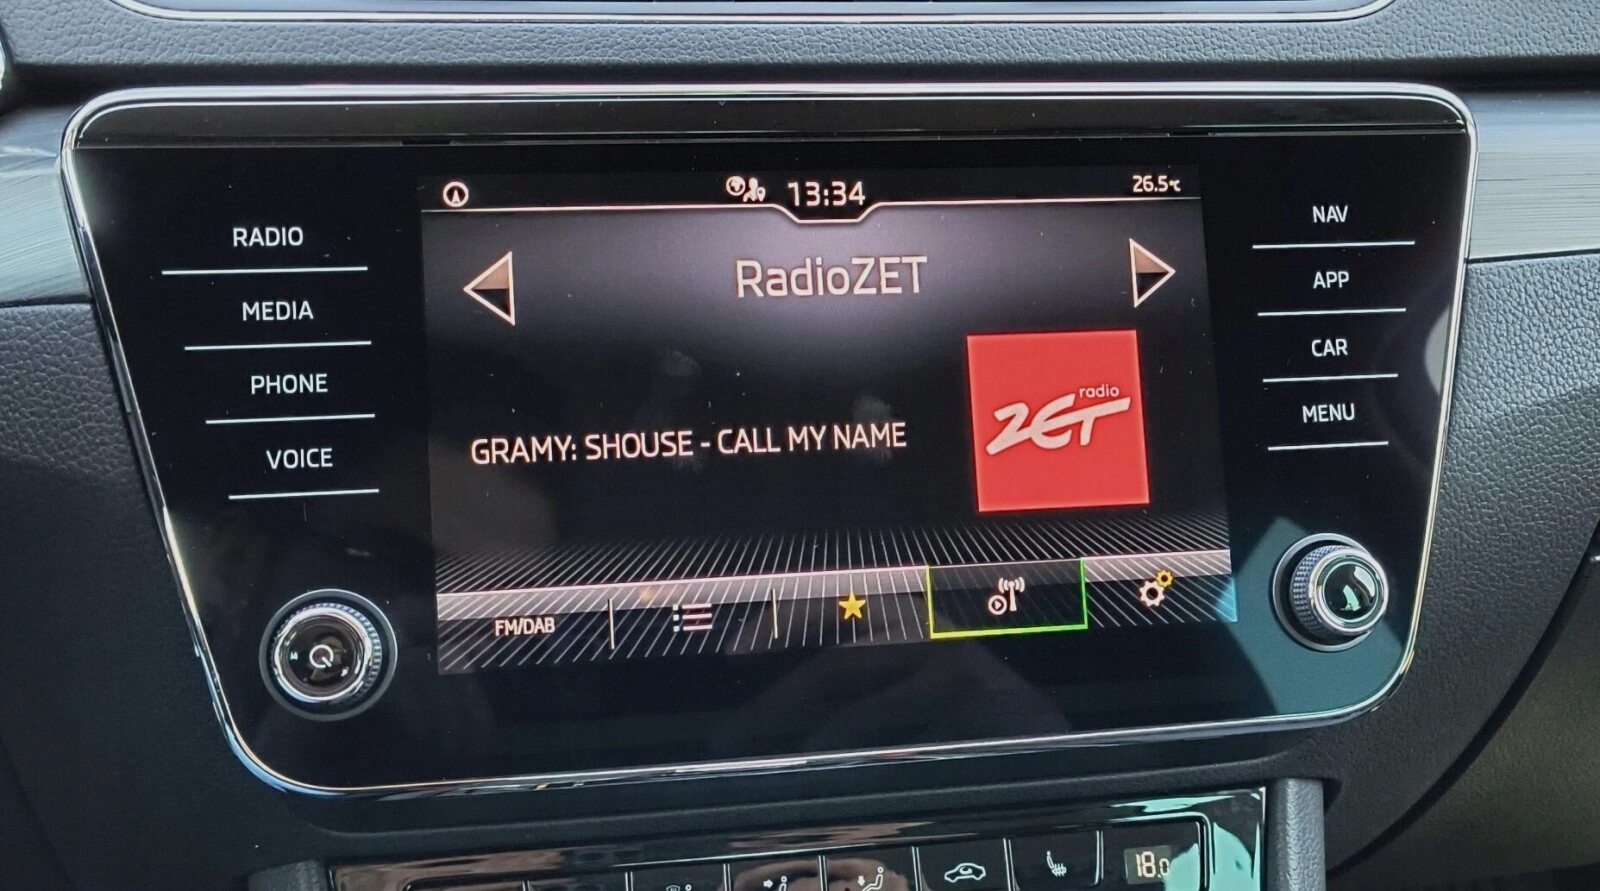 13:34
26.5°C
RADIO
MEDIA
PHONE
VOICE
RadioZET
GRAMY: SHOUSE - CALL MY NAME
radio
ZET
FM/DAB
NAV
APP
CAR
MENU
18.0